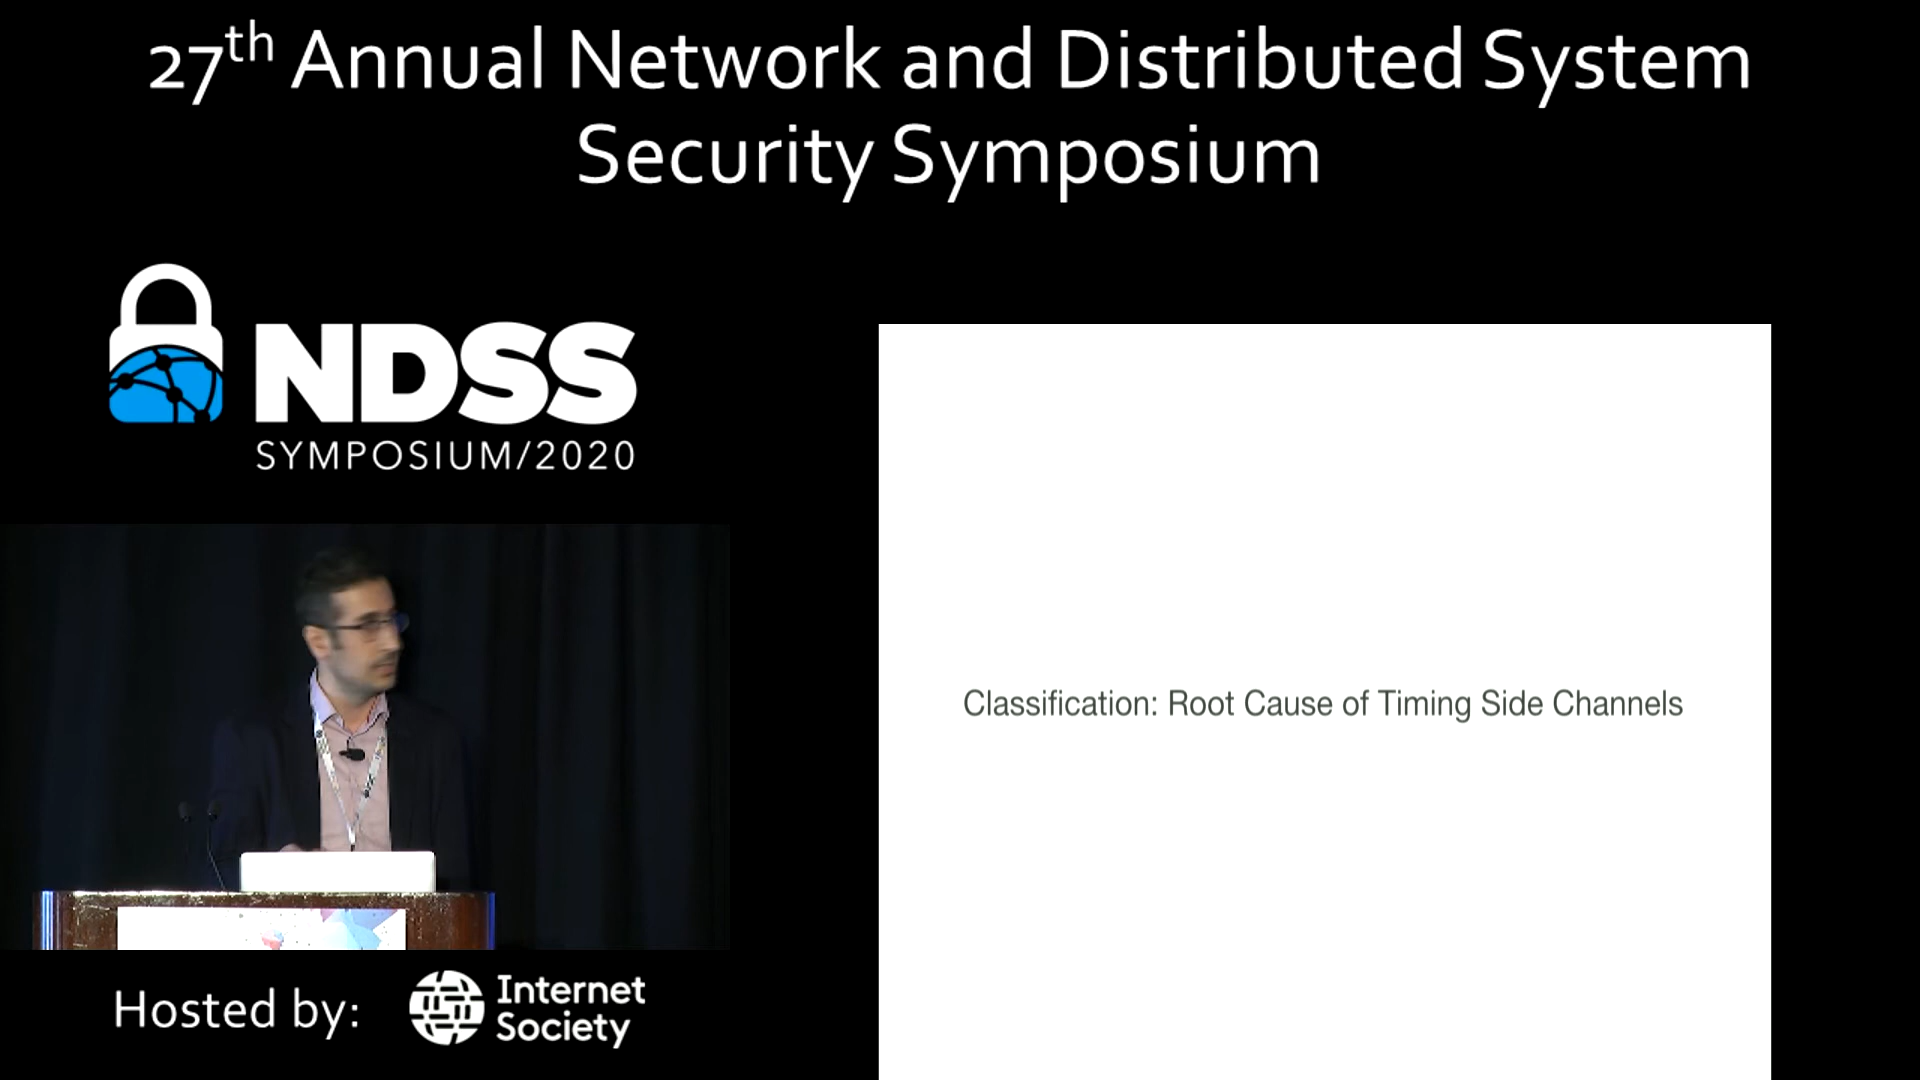 27th Annual Network and Distributed System
Security Symposium
NDSS
SYMPOSIUM/2020
Classification: Root Cause of Timing Side Channels
Hosted by:
Internet
Society